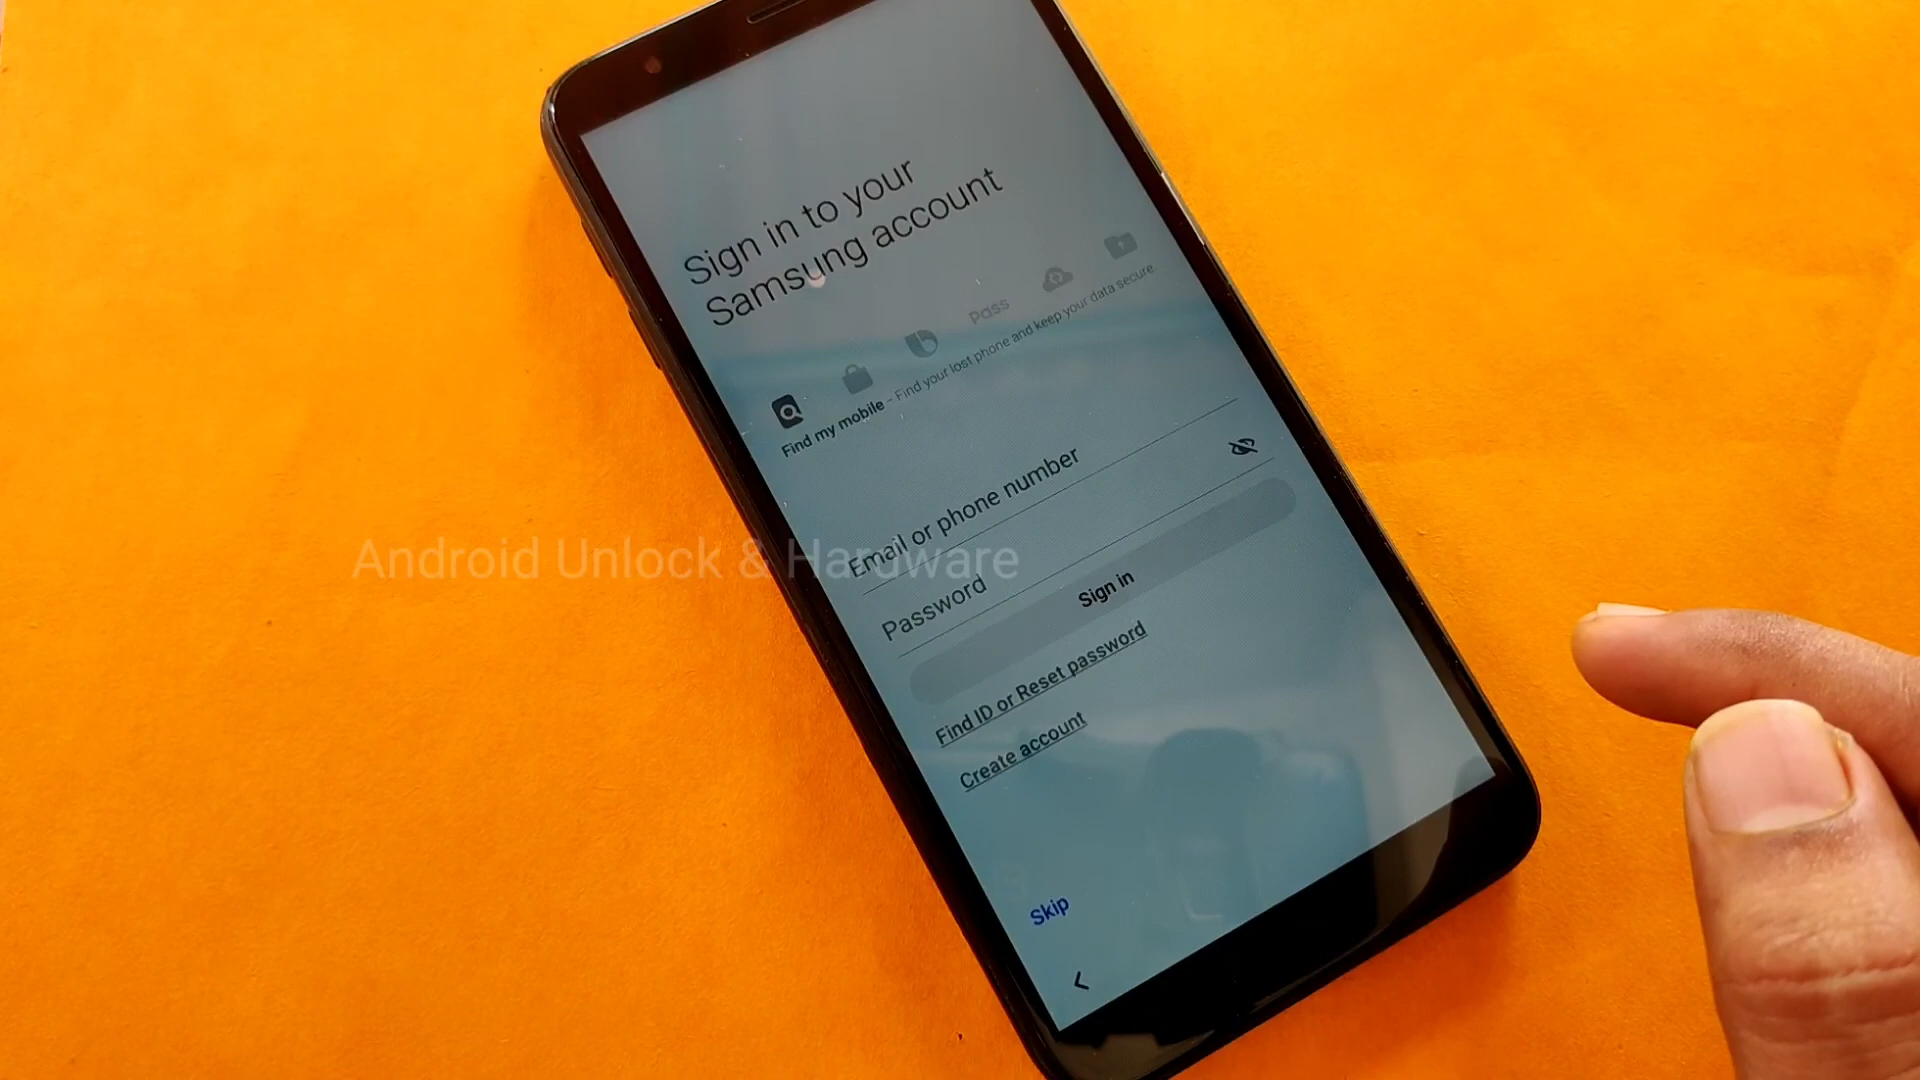 Sign in to your
Samsung account
Pass
Find my mobile - Find your lost phone and keep your data secure.
Email or phone number
Password
Sign in
Find ID or Reset password
Create account
Skip
Android Unlock & Hardware